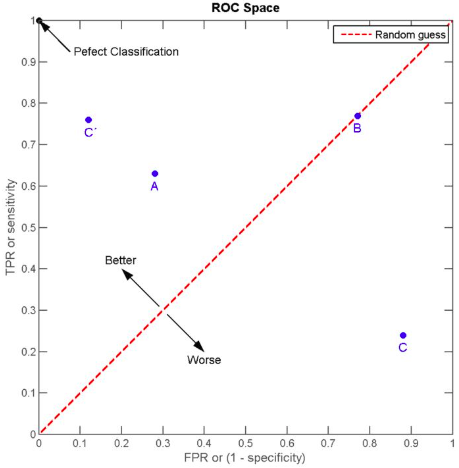 ROC Space
1
Random guess
Pefect Classification
0.9
0.8
C´
B
0.7
A
0.6
TPR or sensitivity
0.5
Better
0.4
0.3
Worse
C
0.2
0.1
0
0 0.1 0.2 0.3 0.4 0.5 0.6 0.7 0.8 0.9 1
FPR or (1 - specificity)